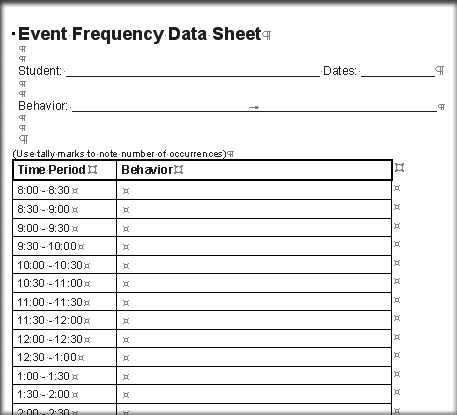 Event Frequency Data Sheet
Student: Dates:
Behavior:
(Use tally marks to note number of occurrences)
Time Period Behavior
8:00 - 8:30
8:30 - 9:00
9:00 - 9:30
9:30 - 10:00
10:00 - 10:30
10:30 - 11:00
11:00 - 11:30
11:30 - 12:00
12:00 - 12:30
12:30 - 1:00
1:00 - 1:30
1:30 - 2:00
2:00 - 2:30